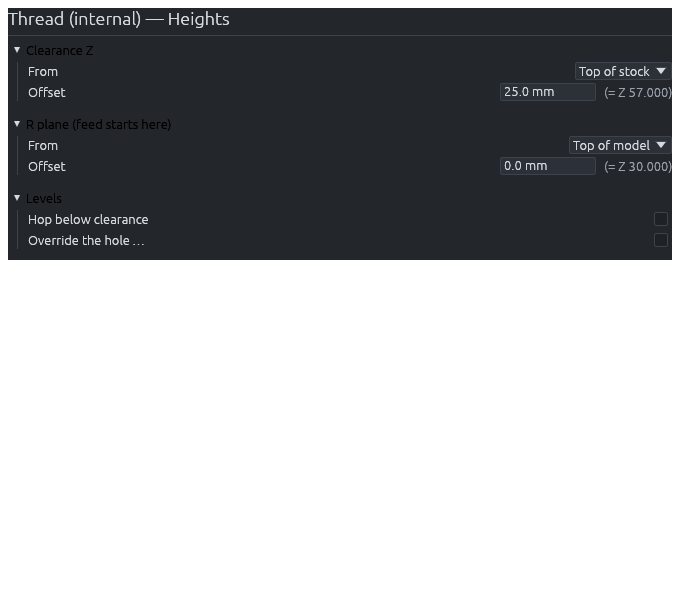 Thread (internal) — Heights
Clearance Z
From Top of stock
Offset 25.0 mm (= Z 57.000)
R plane (feed starts here)
From Top of model
Offset 0.0 mm (= Z 30.000)
Levels
Hop below clearance
Override the hole …